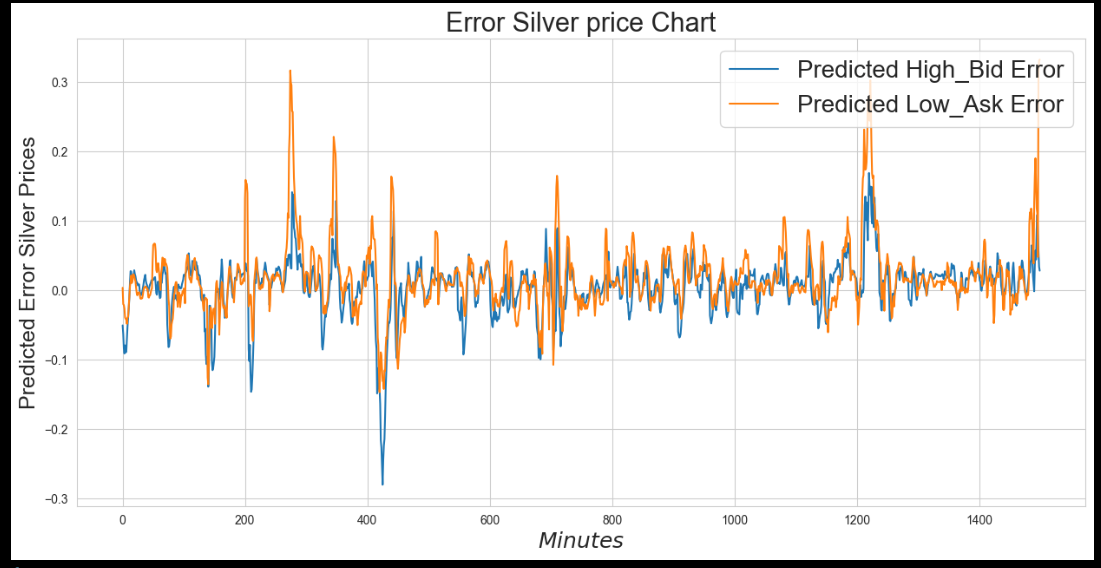 Error Silver price Chart
Predicted High_Bid Error
Predicted Low_Ask Error
Predicted Error Silver Prices
0.3
0.2
0.1
0.0
−0.1
−0.2
−0.3
0 200 400 600 800 1000 1200 1400
Minutes